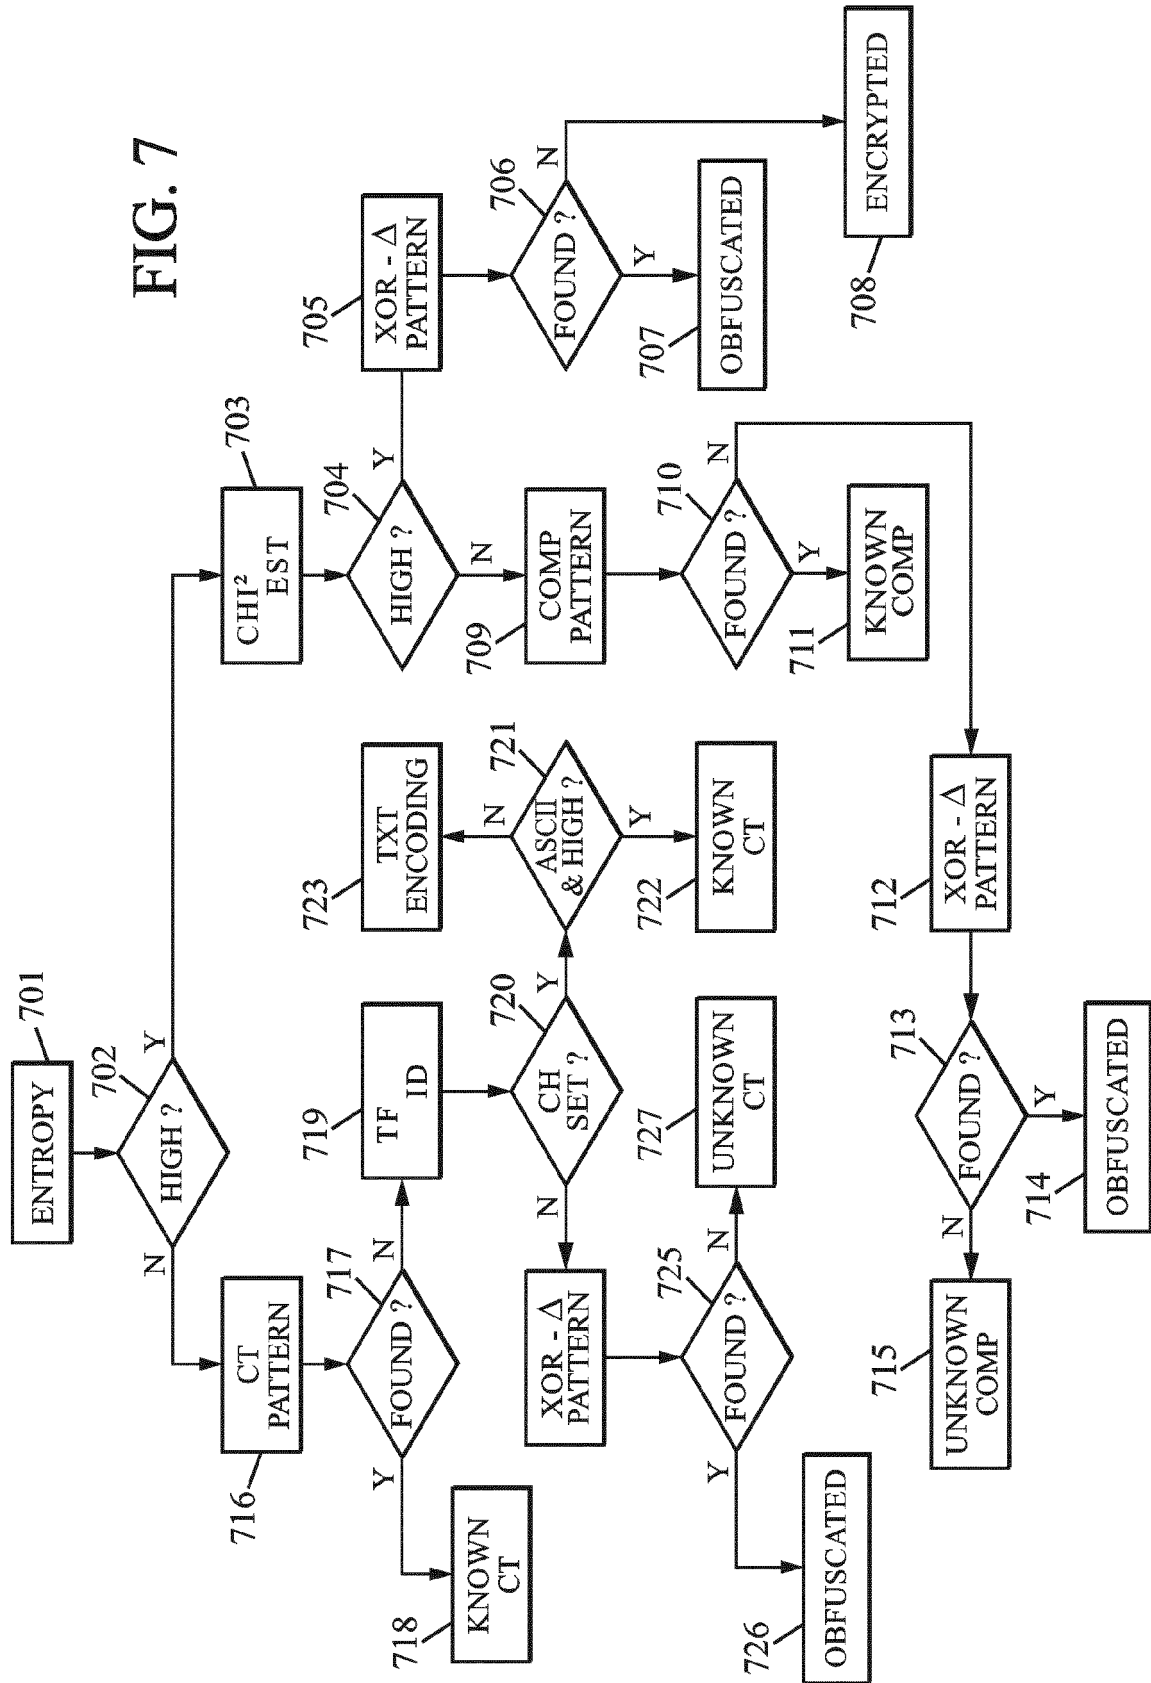 FIG. 7
ENTROPY
701
HIGH ?
702
N
Y
CT
PATTERN
716
FOUND ?
717
Y
N
KNOWN
CT
718
TF
ID
719
CH
SET ?
720
N
Y
ASCII
& HIGH ?
721
N
Y
TXT
ENCODING
723
KNOWN
CT
722
XOR - Δ
PATTERN
FOUND ?
725
Y
N
OBFUSCATED
726
UNKNOWN
CT
727
CHI²
EST
703
HIGH ?
704
Y
N
XOR - Δ
PATTERN
705
FOUND ?
706
N
Y
OBFUSCATED
707
ENCRYPTED
708
COMP
PATTERN
709
FOUND ?
710
N
Y
KNOWN
COMP
711
XOR - Δ
PATTERN
712
FOUND ?
713
N
Y
OBFUSCATED
714
UNKNOWN
COMP
715